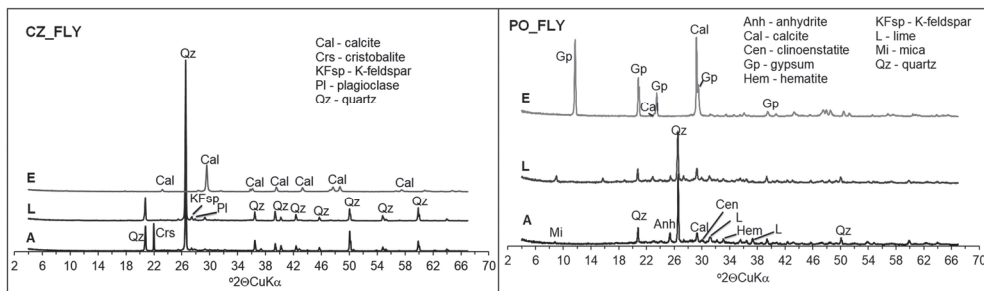 CZ_FLY
Qz
Cal - calcite
Crs - cristobalite
KFsp - K-feldspar
Pl - plagioclase
Qz - quartz
E
Cal
Cal
Cal
Cal
Cal
Cal
Cal
L
KFsp
Pl
Qz
Qz
Qz
Qz
Qz
Qz
Qz
A
Qz
Crs
2 6 10 14 18 22 26 30 34 38 42 46 50 54 58 62 66 70
º2ΘCuKα
PO_FLY
Anh - anhydrite
Cal - calcite
Cen - clinoenstatite
Gp - gypsum
Hem - hematite
KFsp - K-feldspar
L - lime
Mi - mica
Qz - quartz
E
Gp
Gp
Gp
Cal
Cal
Gp
Gp
L
Qz
A
Mi
Qz
Anh
Cal
Cen
L
Hem
L
Qz
2 6 10 14 18 22 26 30 34 38 42 46 50 54 58 62 66 70
º2ΘCuKα